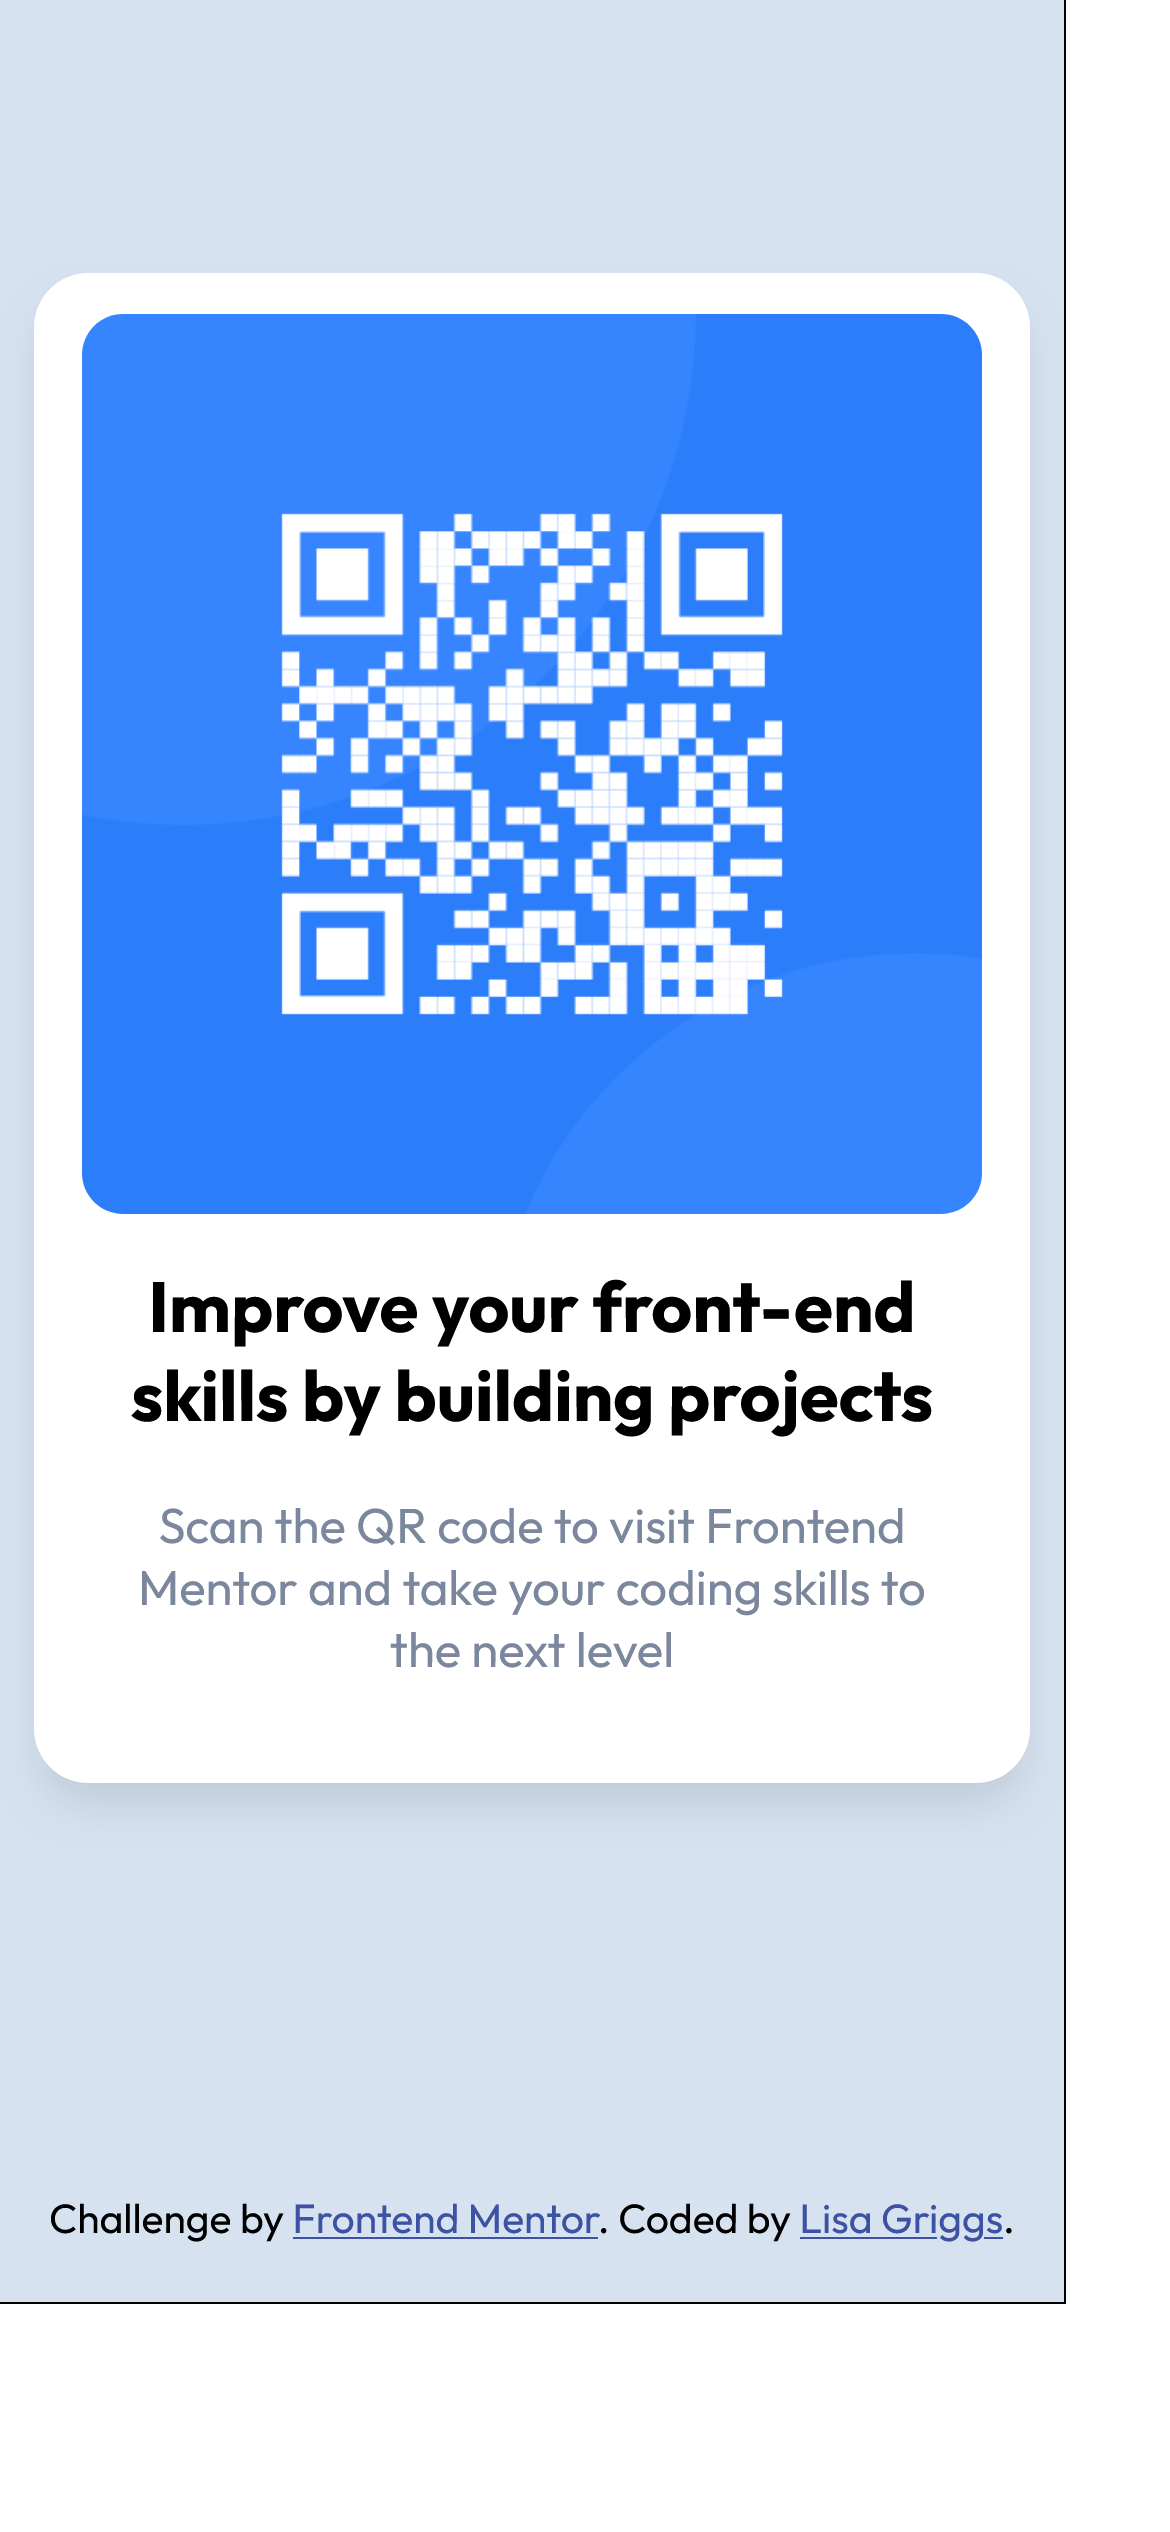 Improve your front-end
skills by building projects
Scan the QR code to visit Frontend
Mentor and take your coding skills to
the next level
Challenge by Frontend Mentor. Coded by Lisa Griggs.